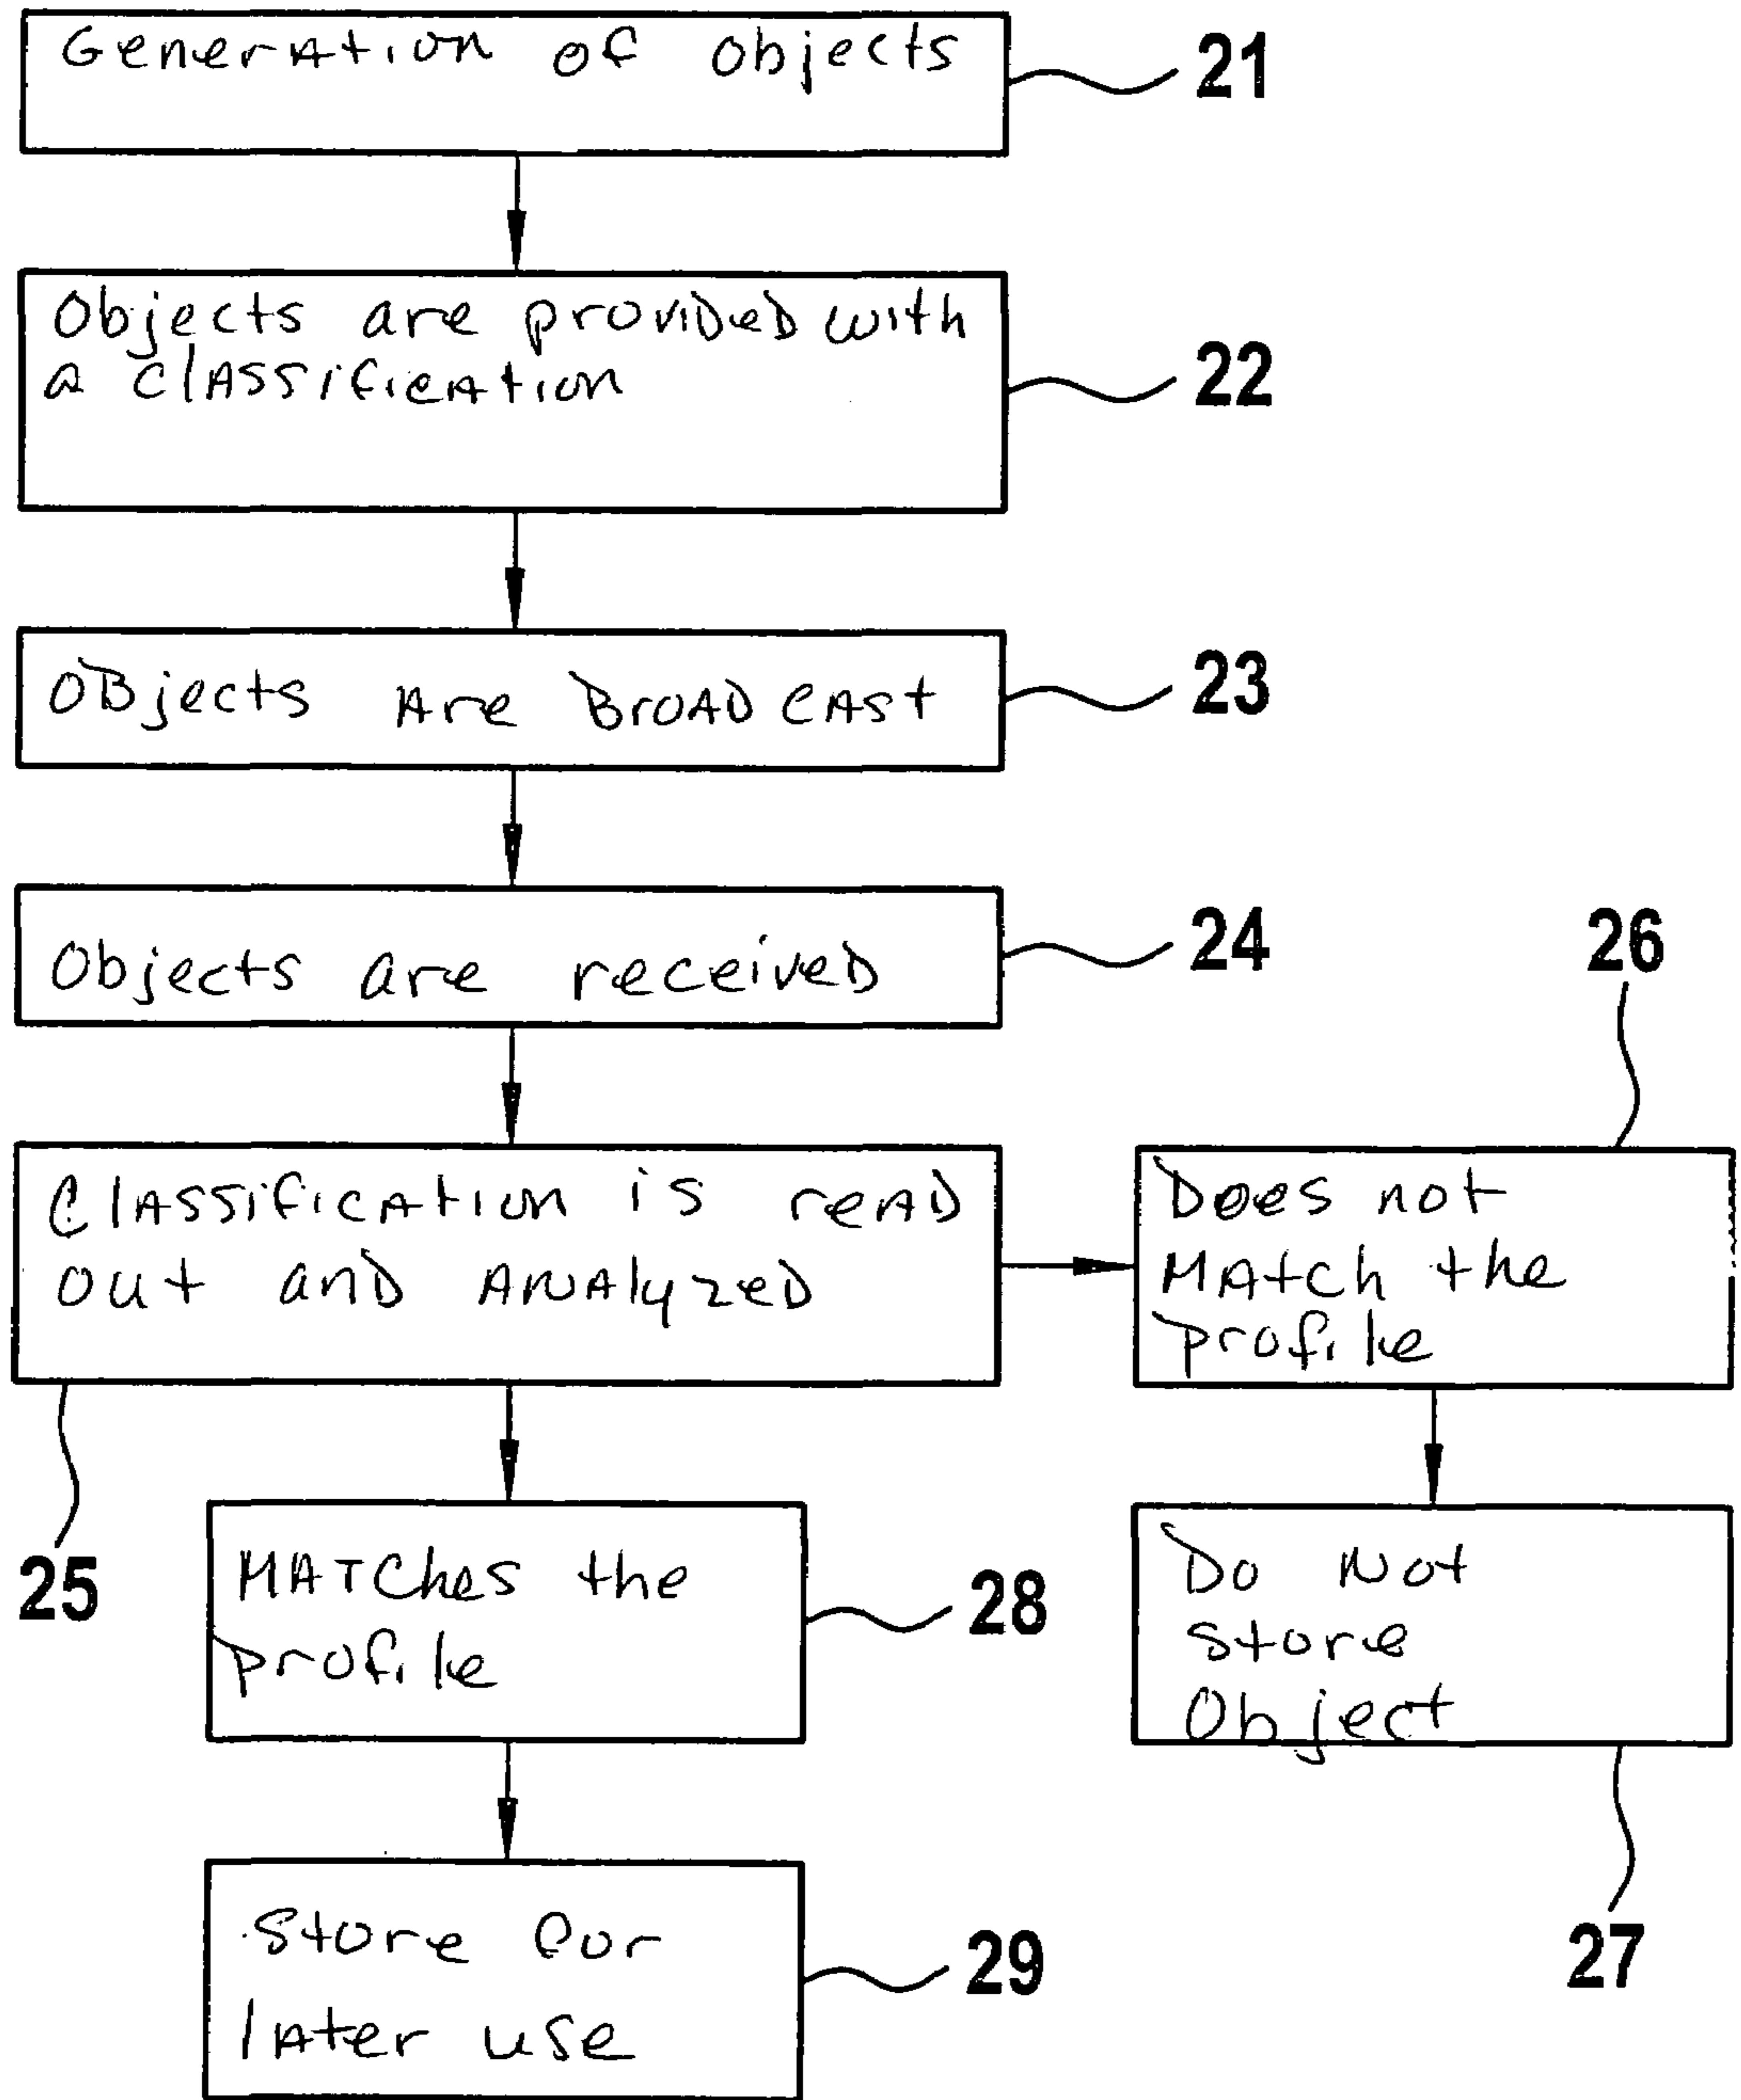 Generation of objects
21
Objects are provided with
a classification
22
Objects are Broadcast
23
Objects are received
24
26
Classification is read
out and analyzed
25
Does not
Match the
profile
Matches the
profile
28
Do Not
Store
Object
27
Store for
later use
29